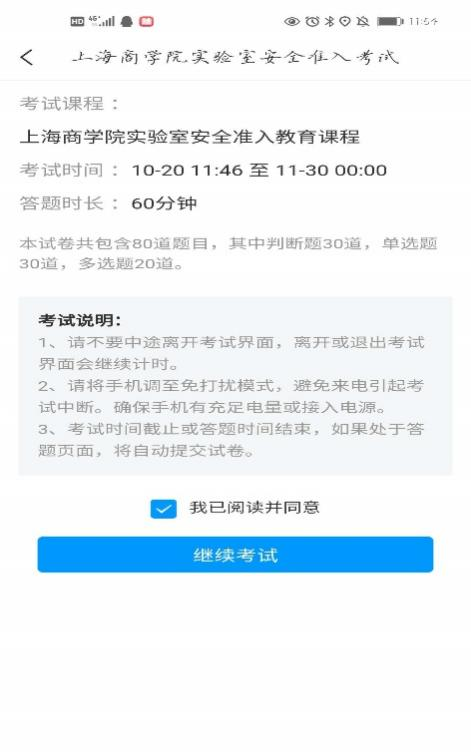 HD 4G 11:54
上海商学院实验室安全准入考试
考试课程：
上海商学院实验室安全准入教育课程
考试时间：10-20 11:46 至 11-30 00:00
答题时长：60分钟
本试卷共包含80道题目，其中判断题30道，单选题
30道，多选题20道。
考试说明:
1、请不要中途离开考试界面，离开或退出考试
界面会继续计时。
2、请将手机调至免打扰模式，避免来电引起考
试中断。确保手机有充足电量或接入电源。
3、考试时间截止或答题时间结束，如果处于答
题页面，将自动提交试卷。
我已阅读并同意
继续考试